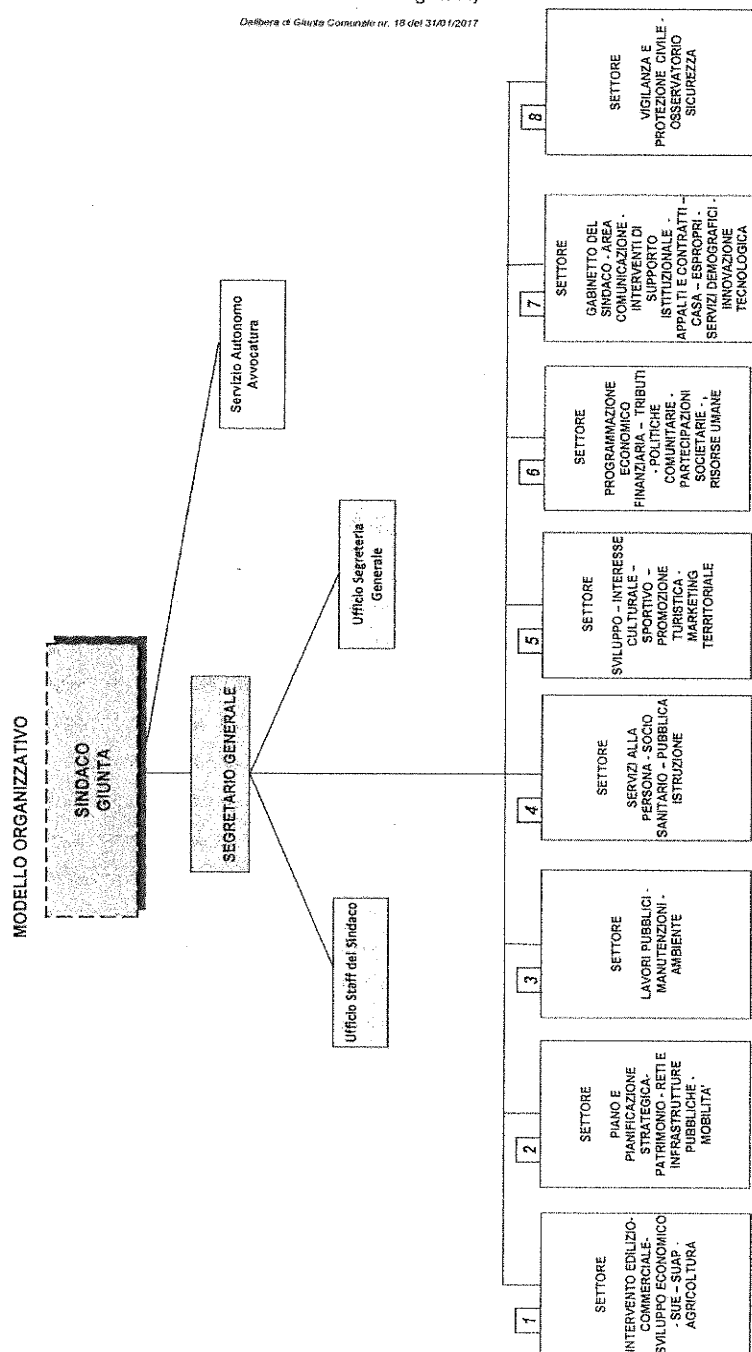 Delibera di Giunta Comunale nr. 18 del 31/01/2017
MODELLO ORGANIZZATIVO
SINDACO
GIUNTA
SEGRETARIO GENERALE
Servizio Autonomo
Avvocatura
Ufficio Staff del Sindaco
Ufficio Segreteria
Generale
1
SETTORE
INTERVENTO EDILIZIO-
COMMERCIALE-
SVILUPPO ECONOMICO
- SUE – SUAP -
AGRICOLTURA
2
SETTORE
PIANO E
PIANIFICAZIONE
STRATEGICA-
PATRIMONIO - RETI E
INFRASTRUTTURE
PUBBLICHE -
MOBILITA'
3
SETTORE
LAVORI PUBBLICI -
MANUTENZIONI -
AMBIENTE
4
SETTORE
SERVIZI ALLA
PERSONA - SOCIO
SANITARIO – PUBBLICA
ISTRUZIONE
5
SETTORE
SVILUPPO – INTERESSE
CULTURALE –
SPORTIVO –
PROMOZIONE
TURISTICA -
MARKETING
TERRITORIALE
6
SETTORE
PROGRAMMAZIONE
ECONOMICO
FINANZIARIA – TRIBUTI
- POLITICHE
COMUNITARIE -
PARTECIPAZIONI
SOCIETARIE - ,
RISORSE UMANE
7
SETTORE
GABINETTO DEL
SINDACO - AREA
COMUNICAZIONE -
INTERVENTI DI
SUPPORTO
ISTITUZIONALE -
APPALTI E CONTRATTI –
CASA – ESPROPRI -
SERVIZI DEMOGRAFICI -
INNOVAZIONE
TECNOLOGICA
8
SETTORE
VIGILANZA E
PROTEZIONE CIVILE -
OSSERVATORIO
SICUREZZA